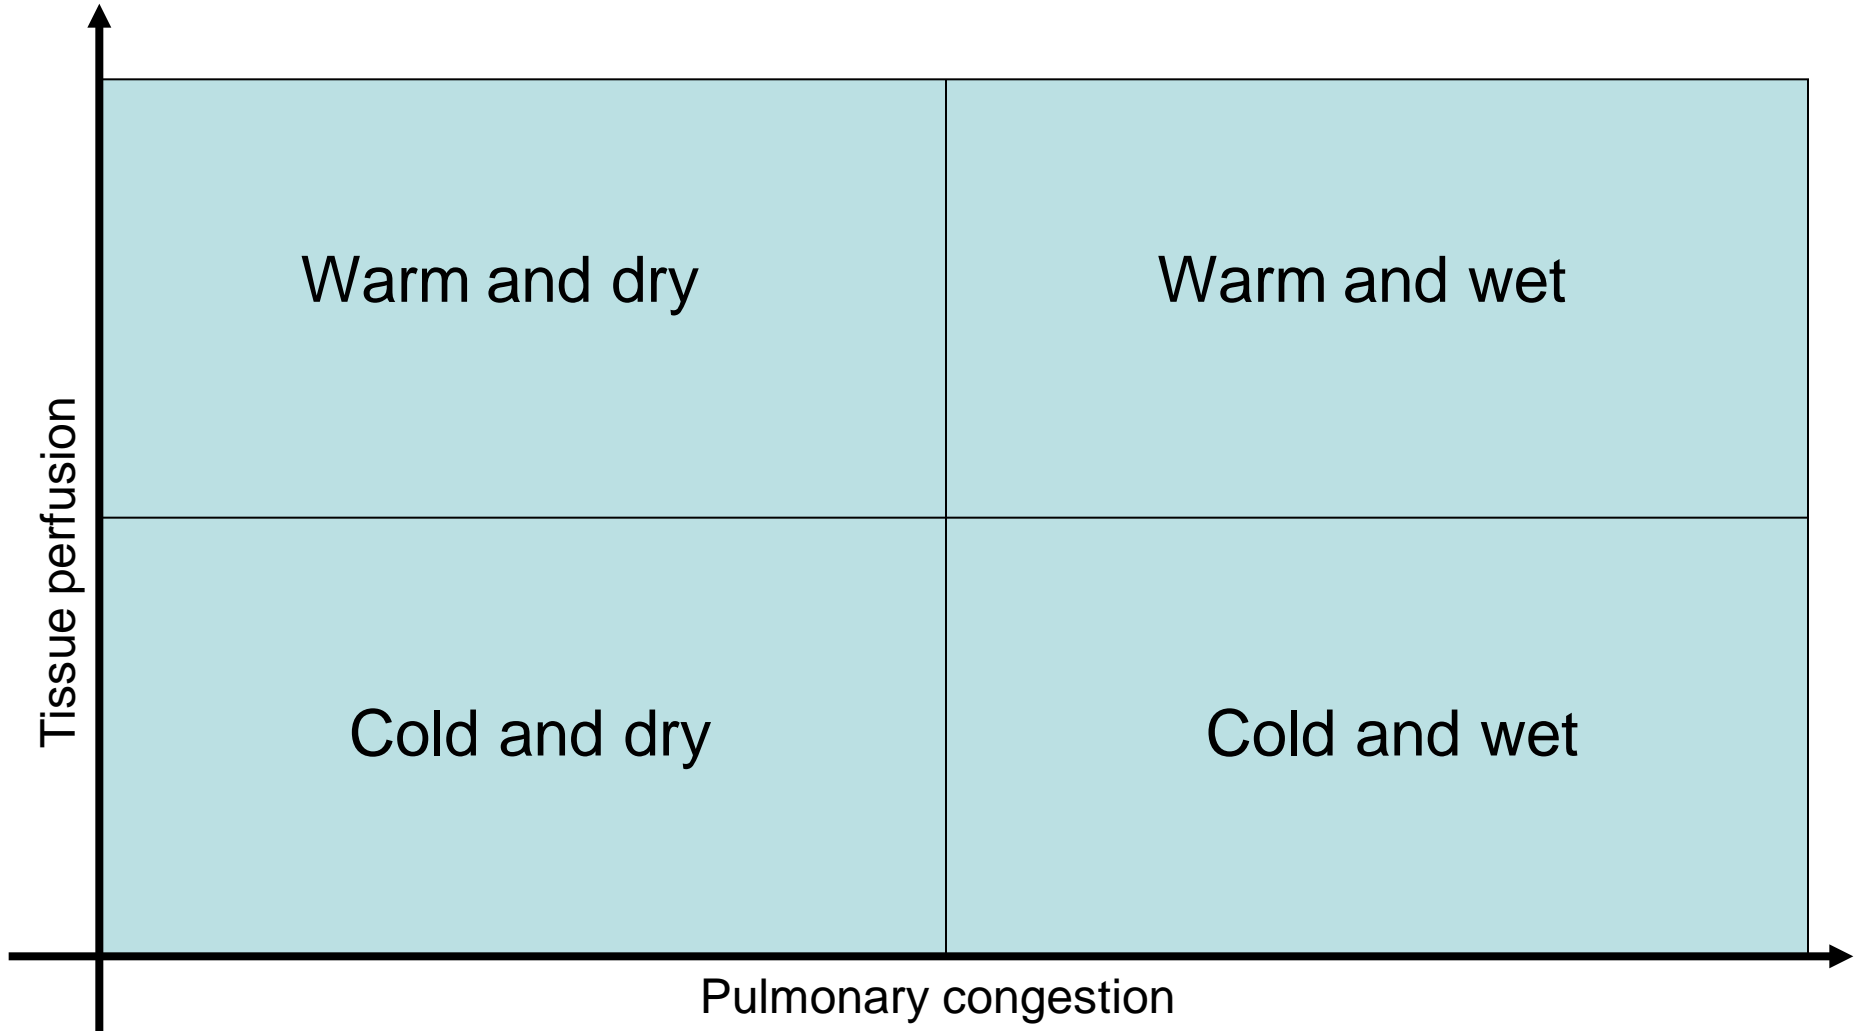 Warm and dry
Warm and wet
Tissue perfusion
Cold and dry
Cold and wet
Pulmonary congestion